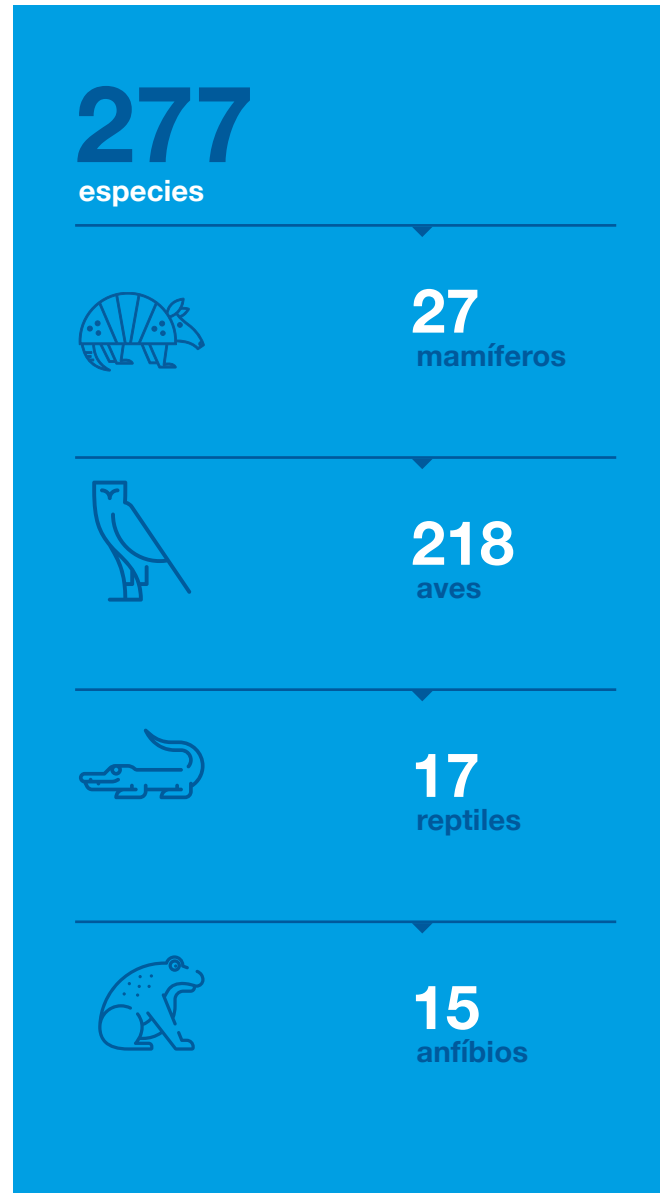 277
especies
27
mamíferos
218
aves
17
reptiles
15
anfíbios